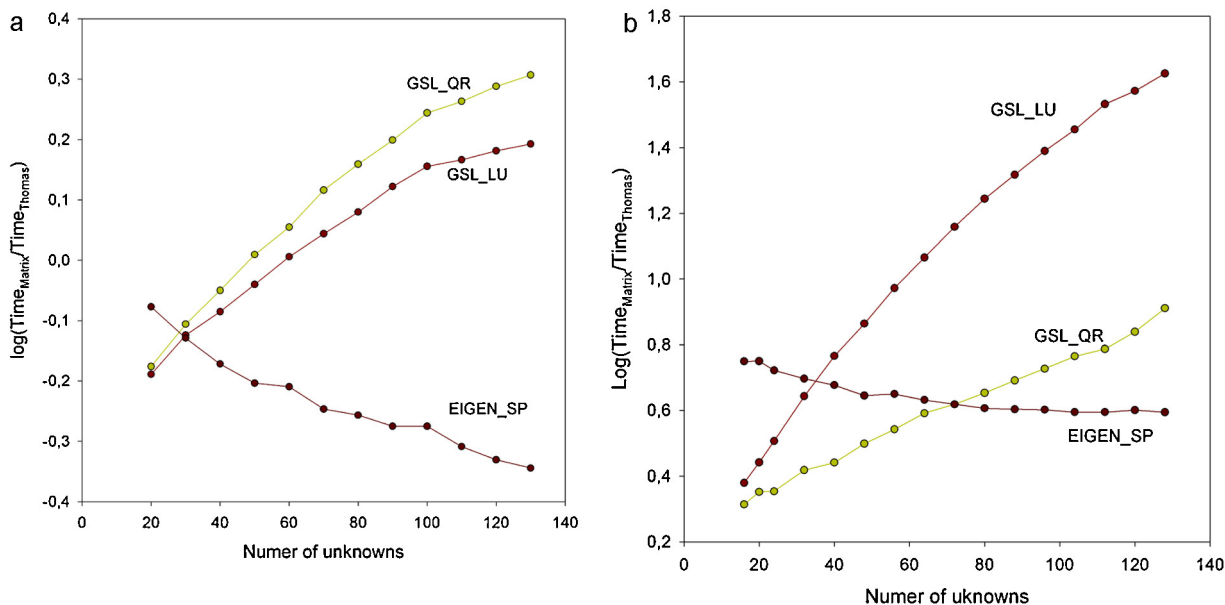 a
0,4
0,3
0,2
0,1
0,0
-0,1
-0,2
-0,3
-0,4
log(TimeMatrix/TimeThomas)
GSL_QR
GSL_LU
EIGEN_SP
0 20 40 60 80 100 120 140
Numer of unknowns
b
1,8
1,6
1,4
1,2
1,0
0,8
0,6
0,4
0,2
Log(TimeMatrix/TimeThomas)
GSL_LU
GSL_QR
EIGEN_SP
0 20 40 60 80 100 120 140
Numer of uknowns